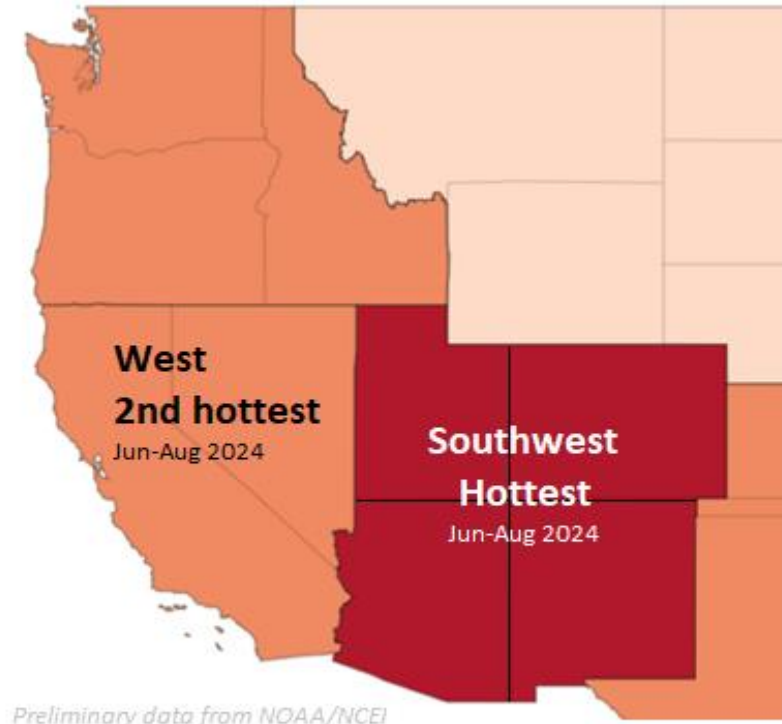 West
2nd hottest
Jun-Aug 2024
Southwest
Hottest
Jun-Aug 2024
Preliminary data from NOAA/NCEI